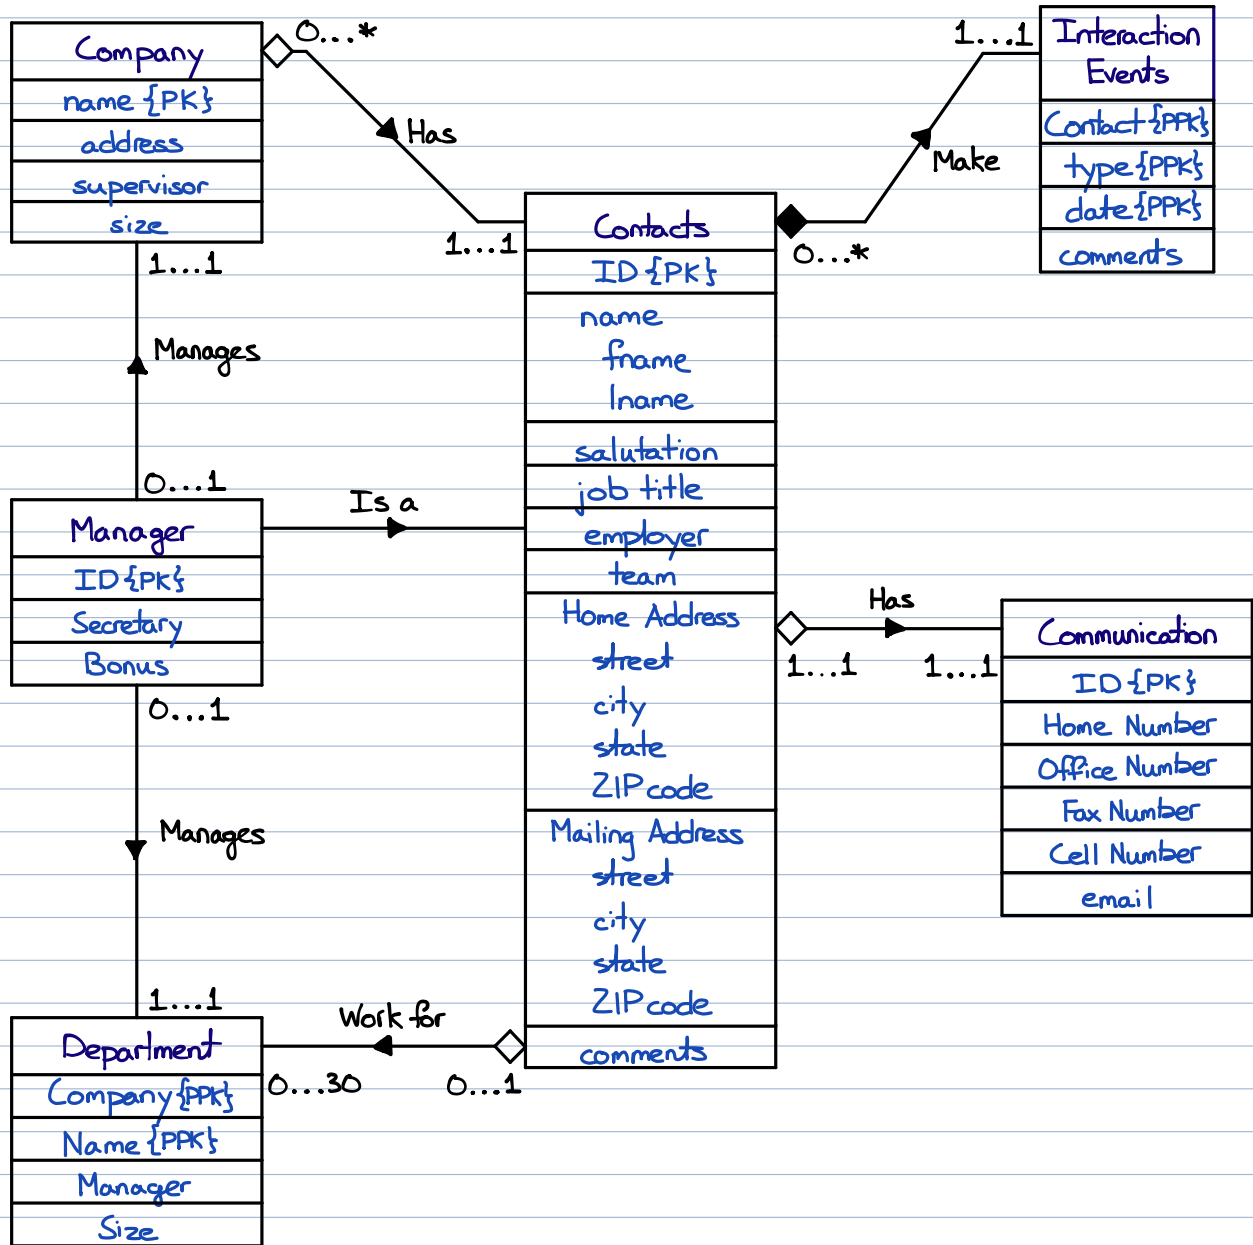 Company
name {PK}
address
supervisor
size
0...*
Has
1...1
1...1
Interaction
Events
Contact {PPK}
type {PPK}
date {PPK}
comments
Make
0...*
Contacts
ID {PK}
name
fname
lname
salutation
job title
employer
team
Home Address
street
city
state
ZIP code
Mailing Address
street
city
state
ZIP code
comments
1...1
Manages
0...1
Manager
ID {PK}
Secretary
Bonus
Is a
0...1
Manages
1...1
Has
1...1
1...1
Communication
ID {PK}
Home Number
Office Number
Fax Number
Cell Number
email
Work for
0...30
0...1
Department
Company {PPK}
Name {PPK}
Manager
Size